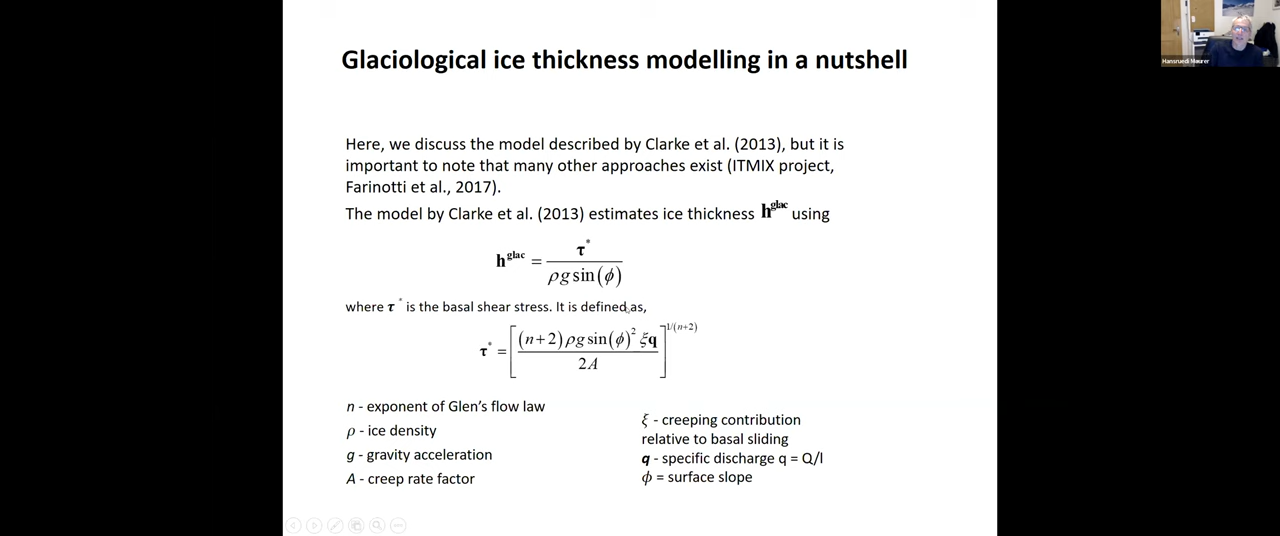 Glaciological ice thickness modelling in a nutshell
Hansruedi Maurer
Here, we discuss the model described by Clarke et al. (2013), but it is
important to note that many other approaches exist (ITMIX project,
Farinotti et al., 2017).
The model by Clarke et al. (2013) estimates ice thickness h^glac using
h^glac = τ* / (ρg sin(ϕ))
where τ* is the basal shear stress. It is defined as,
τ* = [((n+2)ρg sin(ϕ)² ξq) / 2A]^1/(n+2)
n - exponent of Glen's flow law
ρ - ice density
g - gravity acceleration
A - creep rate factor
ξ - creeping contribution
relative to basal sliding
q - specific discharge q = Q/l
ϕ = surface slope